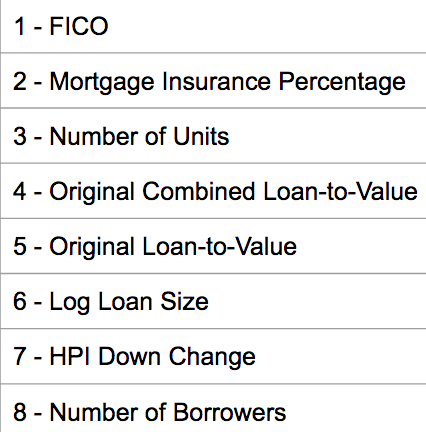 1 - FICO
2 - Mortgage Insurance Percentage
3 - Number of Units
4 - Original Combined Loan-to-Value
5 - Original Loan-to-Value
6 - Log Loan Size
7 - HPI Down Change
8 - Number of Borrowers